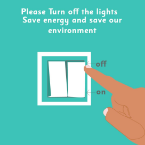 Please Turn off the lights
Save energy and save our
environment
off
on